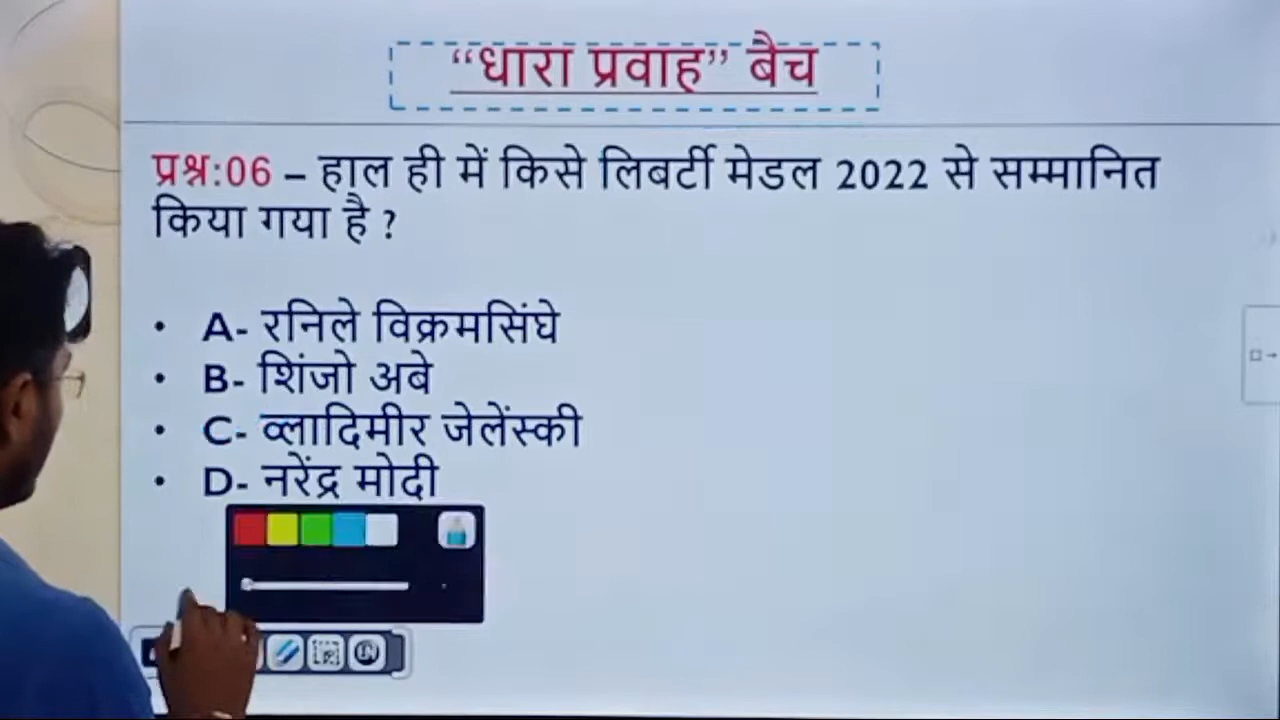 “धारा प्रवाह” बैच
प्रश्न:06 – हाल ही में किसे लिबर्टी मेडल 2022 से सम्मानित
किया गया है ?
• A- रनिले विक्रमसिंघे
• B- शिंजो अबे
• C- व्लादिमीर जेलेंस्की
• D- नरेंद्र मोदी